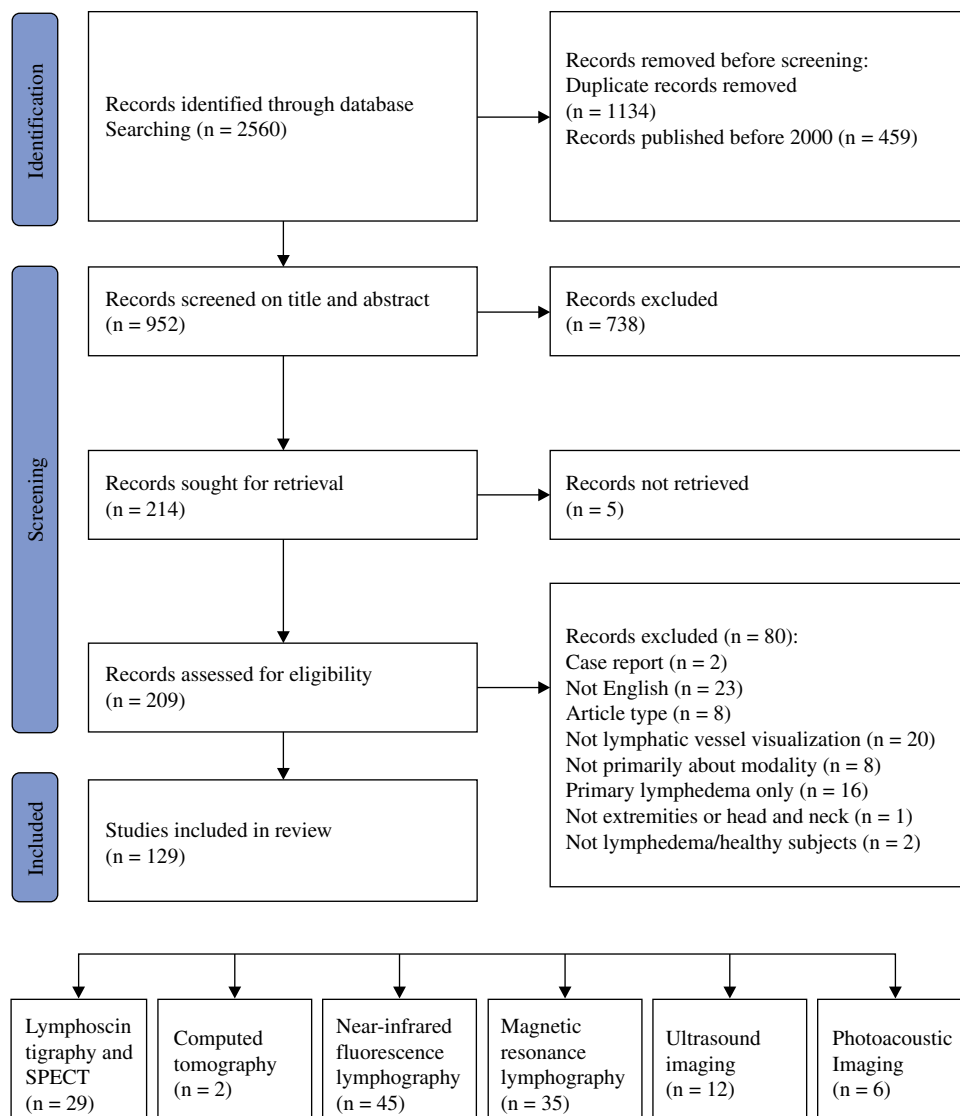 Identification
Records identified through database
Searching (n = 2560)
Records removed before screening:
Duplicate records removed
(n = 1134)
Records published before 2000 (n = 459)
Screening
Records screened on title and abstract
(n = 952)
Records excluded
(n = 738)
Records sought for retrieval
(n = 214)
Records not retrieved
(n = 5)
Records assessed for eligibility
(n = 209)
Records excluded (n = 80):
Case report (n = 2)
Not English (n = 23)
Article type (n = 8)
Not lymphatic vessel visualization (n = 20)
Not primarily about modality (n = 8)
Primary lymphedema only (n = 16)
Not extremities or head and neck (n = 1)
Not lymphedema/healthy subjects (n = 2)
Included
Studies included in review
(n = 129)
Lymphoscin
tigraphy and
SPECT
(n = 29)
Computed
tomography
(n = 2)
Near-infrared
fluorescence
lymphography
(n = 45)
Magnetic
resonance
lymphography
(n = 35)
Ultrasound
imaging
(n = 12)
Photoacoustic
Imaging
(n = 6)